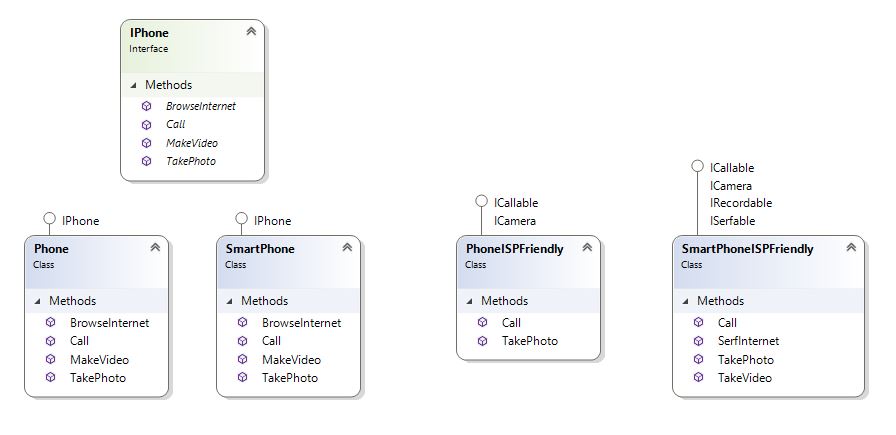 IPhone
Interface
Methods
BrowseInternet
Call
MakeVideo
TakePhoto
IPhone
Phone
Class
Methods
BrowseInternet
Call
MakeVideo
TakePhoto
IPhone
SmartPhone
Class
Methods
BrowseInternet
Call
MakeVideo
TakePhoto
ICallable
ICamera
PhoneISPFriendly
Class
Methods
Call
TakePhoto
ICallable
ICamera
IRecordable
ISerfable
SmartPhoneISPFriendly
Class
Methods
Call
SerfInternet
TakePhoto
TakeVideo